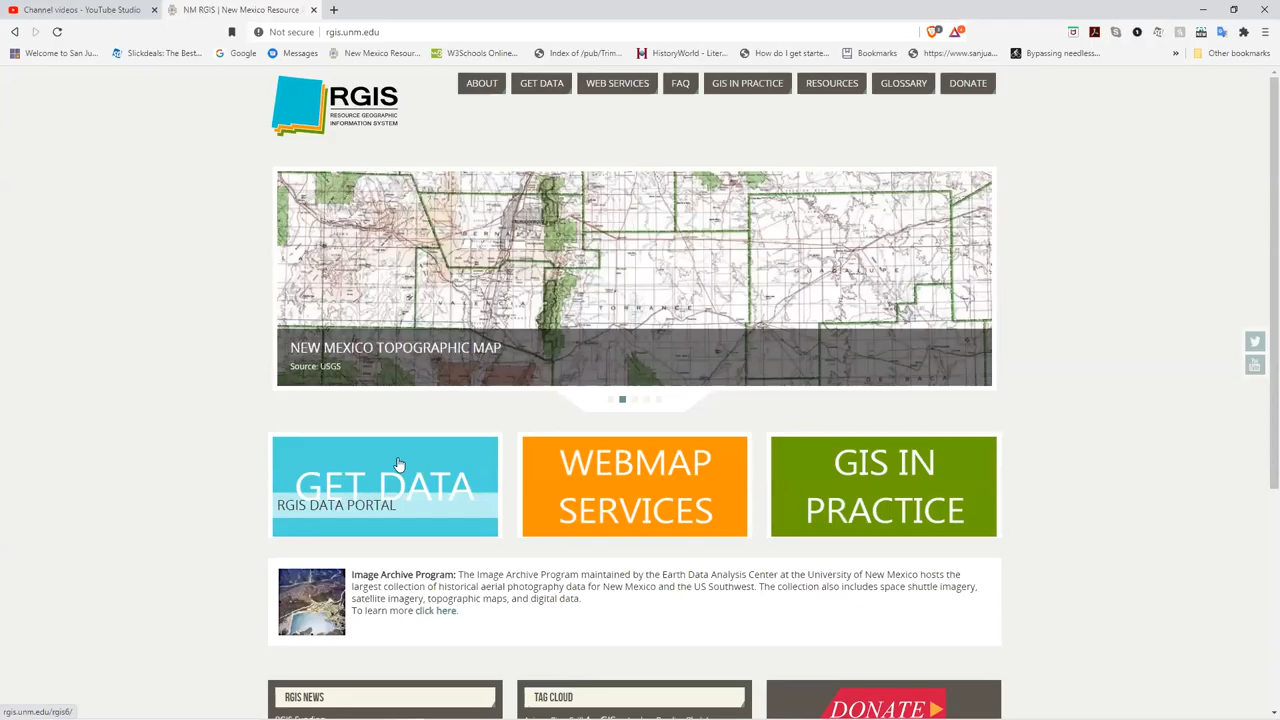 Channel videos - YouTube Studio
NM RGIS | New Mexico Resource
Not secure
rgis.unm.edu
Welcome to San Ju...
Slickdeals: The Best...
Google
Messages
New Mexico Resour...
W3Schools Online...
Index of /pub/Trim...
HistoryWorld - Liter...
How do I get starte...
Bookmarks
https://www.sanjua...
Bypassing needless...
Other bookmarks
RGIS
RESOURCE GEOGRAPHIC
INFORMATION SYSTEM
ABOUT
GET DATA
WEB SERVICES
FAQ
GIS IN PRACTICE
RESOURCES
GLOSSARY
DONATE
NEW MEXICO TOPOGRAPHIC MAP
Source: USGS
GET DATA
RGIS DATA PORTAL
WEBMAP
SERVICES
GIS IN
PRACTICE
Image Archive Program: The Image Archive Program maintained by the Earth Data Analysis Center at the University of New Mexico hosts the
largest collection of historical aerial photography data for New Mexico and the US Southwest. The collection also includes space shuttle imagery,
satellite imagery, topographic maps, and digital data.
To learn more click here.
RGIS NEWS
TAG CLOUD
DONATE
rgis.unm.edu/rgis6/